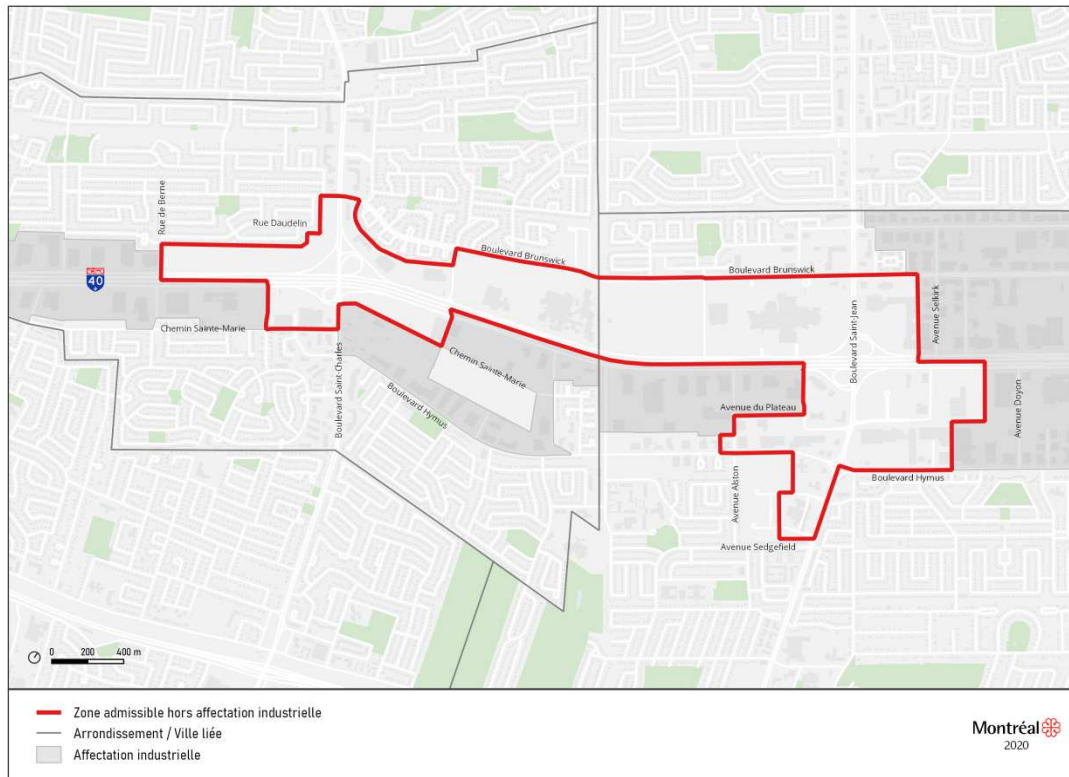 Rue de Berne
Rue Daudelin
Boulevard Brunswick
Boulevard Brunswick
40
Chemin Sainte-Marie
Boulevard Saint-Charles
Boulevard Hymus
Chemin Sainte-Marie
Boulevard Saint-Jean
Avenue Selkirk
Avenue du Plateau
Avenue Doyon
Avenue Alston
Boulevard Hymus
Avenue Sedgefield
0 200 400 m
Zone admissible hors affectation industrielle
Arrondissement / Ville liée
Affectation industrielle
Montréal
2020